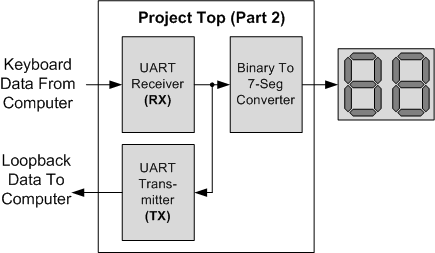 Project Top (Part 2)
Keyboard
Data From
Computer
UART
Receiver
(RX)
Binary To
7-Seg
Converter
Loopback
Data To
Computer
UART
Trans-
mitter
(TX)